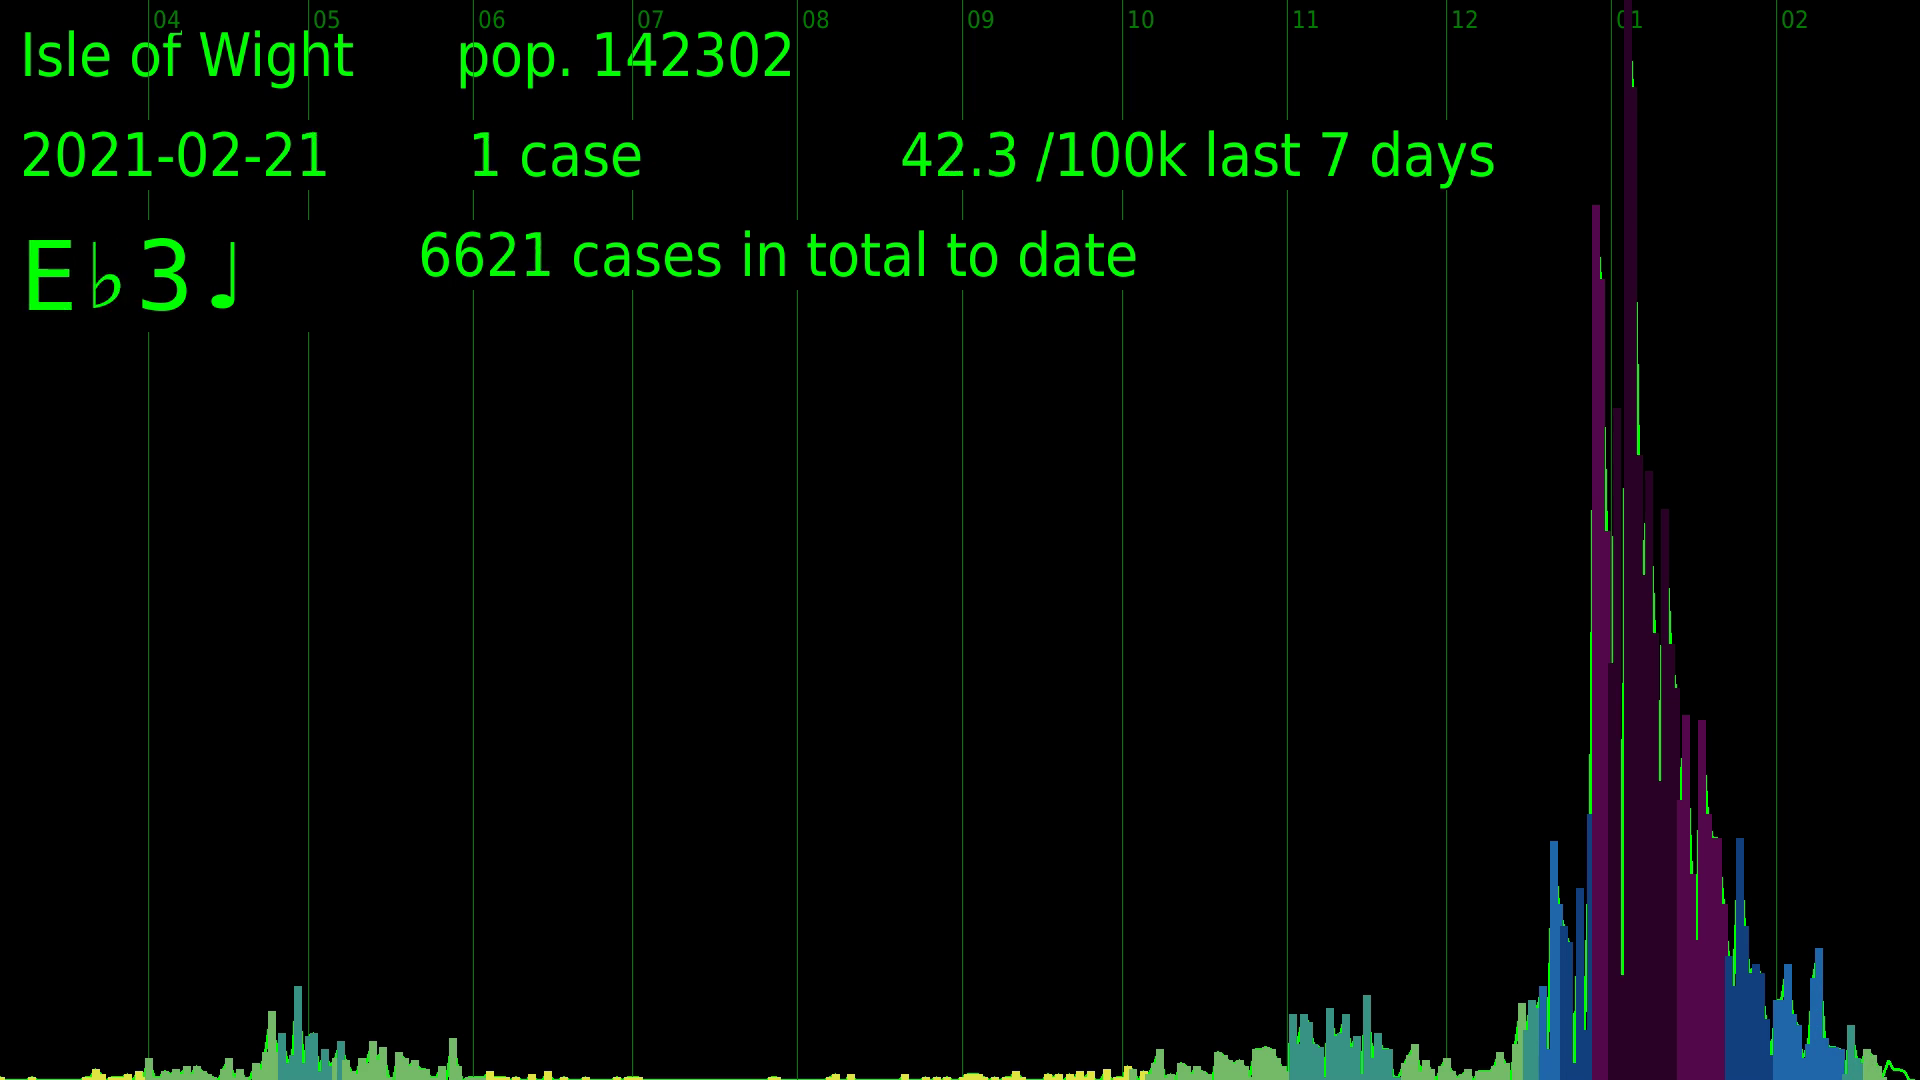 04 05 06 07 08 09 10 11 12 01 02
Isle of Wight pop. 142302
2021-02-21 1 case 42.3 /100k last 7 days
E♭3♩ 6621 cases in total to date